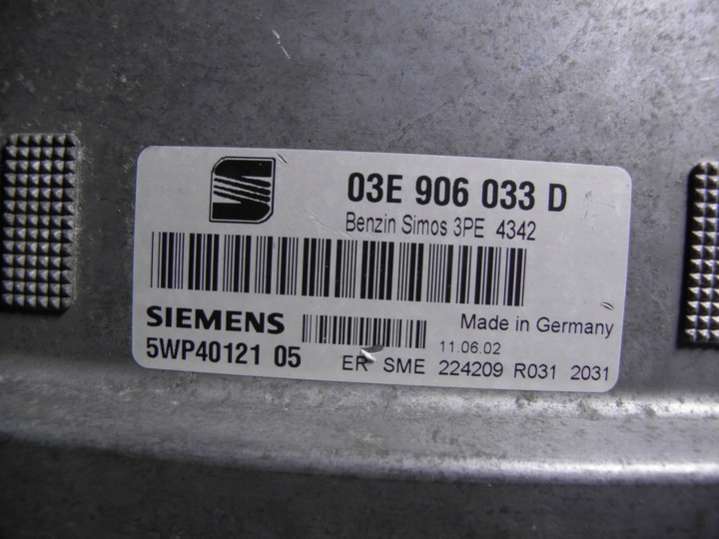 03E 906 033 D
Benzin Simos 3PE 4342
SIEMENS
Made in Germany
5WP40121 05
11.06.02
ER SME 224209 R031 2031